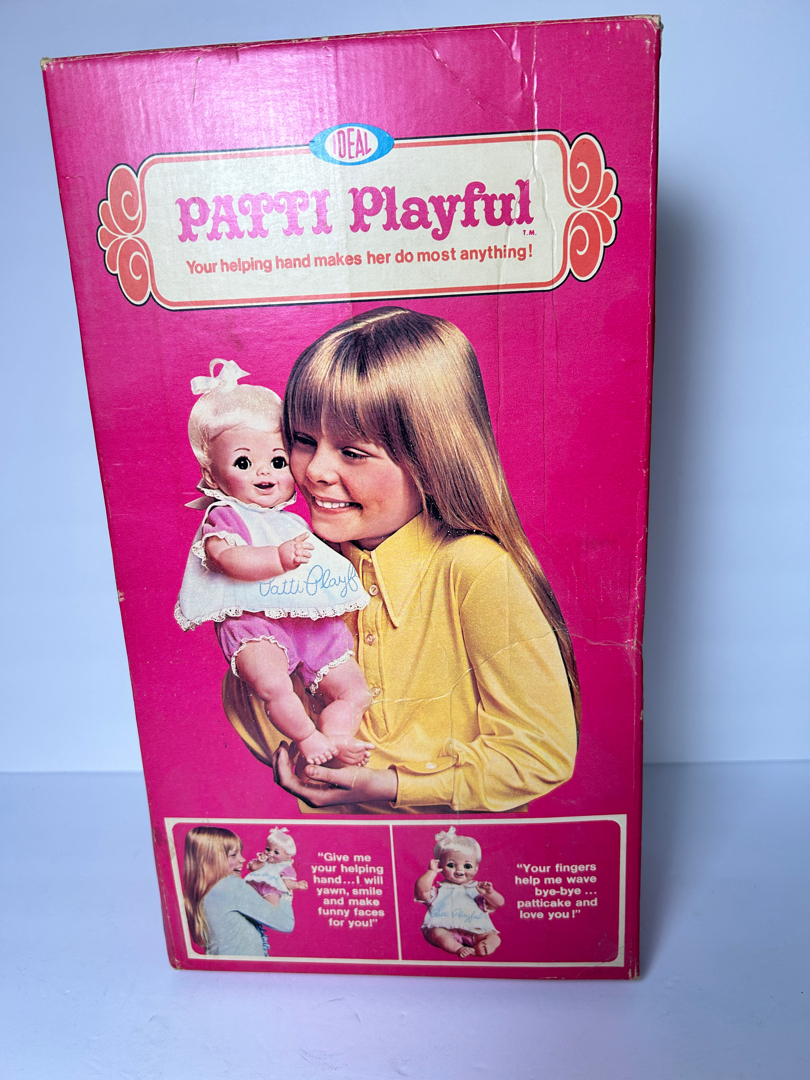 IDEAL
PATTI Playful
T.M.
Your helping hand makes her do most anything!
Patti Playf
"Give me
your helping
hand...I will
yawn, smile
and make
funny faces
for you!"
Patti Playful
"Your fingers
help me wave
bye-bye ...
patticake and
love you!"